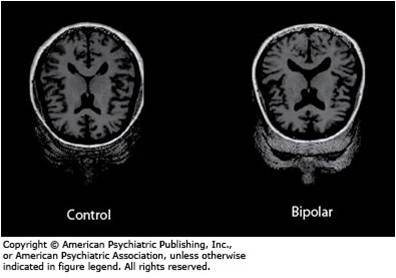 Control
Bipolar
Copyright © American Psychiatric Publishing, Inc.,
or American Psychiatric Association, unless otherwise
indicated in figure legend. All rights reserved.